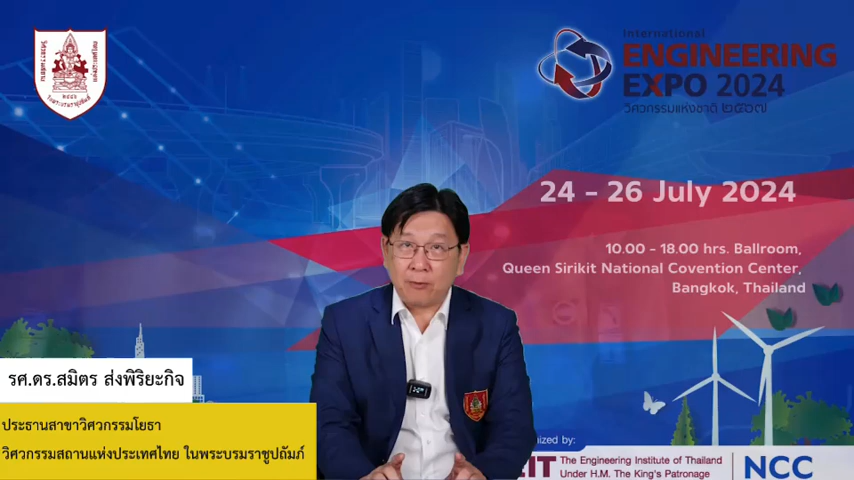 International
ENGINEERING
EXPO 2024
วิศวกรรมแห่งชาติ ๒๕๖๗
24 - 26 July 2024
10.00 - 18.00 hrs. Ballroom,
Queen Sirikit National Covention Center,
Bangkok, Thailand
รศ.ดร.สมิตร ส่งพิริยะกิจ
ประธานสาขาวิศวกรรมโยธา
วิศวกรรมสถานแห่งประเทศไทย ในพระบรมราชูปถัมภ์
nized by:
EIT The Engineering Institute of Thailand
Under H.M. The King's Patronage
NCC